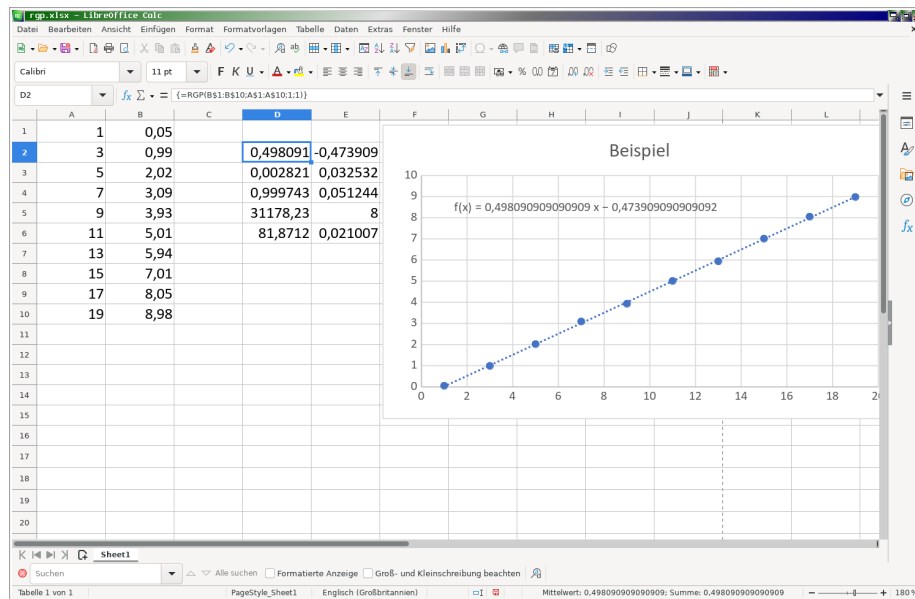 rgp.xlsx – LibreOffice Calc
Datei Bearbeiten Ansicht Einfügen Format Formatvorlagen Tabelle Daten Extras Fenster Hilfe
Calibri 11 pt F K U
D2 fx Σ = {=RGP(B$1:B$10;A$1:A$10;1;1)}
A B C D E F G H I J K L
1 1 0,05
2 3 0,99 0,498091 -0,473909
3 5 2,02 0,002821 0,032532
4 7 3,09 0,999743 0,051244
5 9 3,93 31178,23 8
6 11 5,01 81,8712 0,021007
7 13 5,94
8 15 7,01
9 17 8,05
10 19 8,98
11
12
13
14
15
16
17
18
19
20
Beispiel
f(x) = 0,498090909090909 x − 0,473909090909092
10
9
8
7
6
5
4
3
2
1
0
0 2 4 6 8 10 12 14 16 18
Sheet1
Suchen Alle suchen Formatierte Anzeige Groß- und Kleinschreibung beachten
Tabelle 1 von 1 PageStyle_Sheet1 Englisch (Großbritannien) Mittelwert: 0,498090909090909; Summe: 0,498090909090909 180%